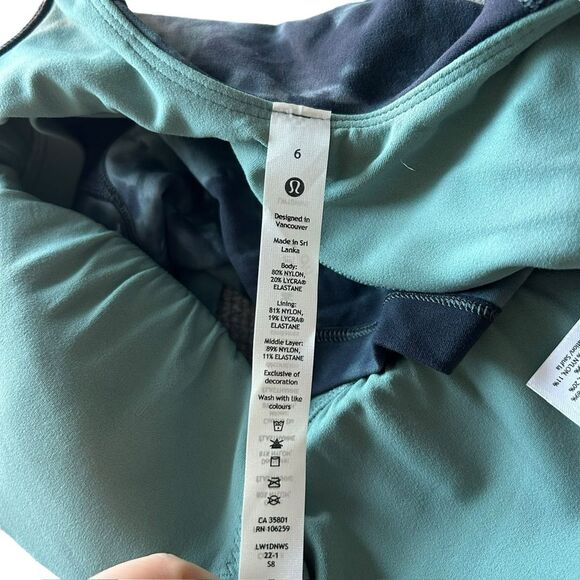 6
Designed in
Vancouver
Made in Sri
Lanka
Body:
80% NYLON,
20% LYCRA®
ELASTANE
Lining:
81% NYLON,
19% LYCRA®
ELASTANE
Middle Layer:
89% NYLON,
11% ELASTANE
Exclusive of
decoration
Wash with like
colours
CA 35801
RN 106259
LW1DNWS
22-1
S8